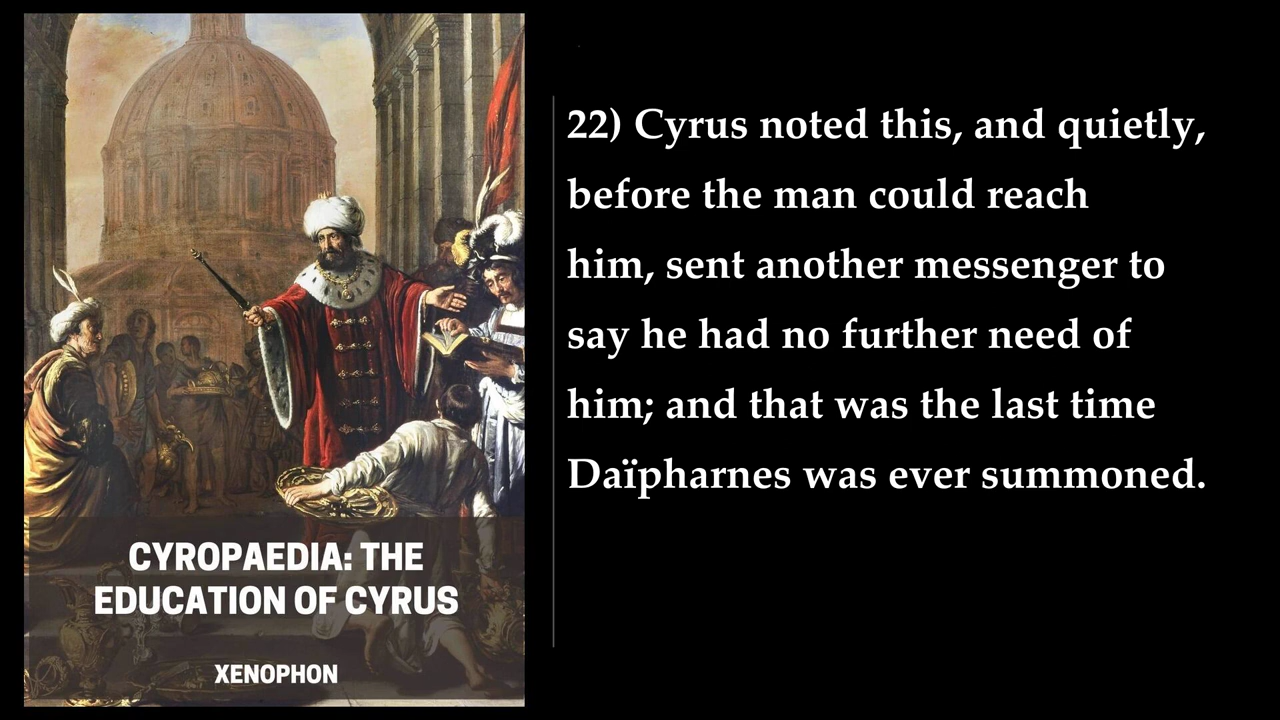 CYROPAEDIA: THE
EDUCATION OF CYRUS
XENOPHON
22) Cyrus noted this, and quietly,
before the man could reach
him, sent another messenger to
say he had no further need of
him; and that was the last time
Daïpharnes was ever summoned.